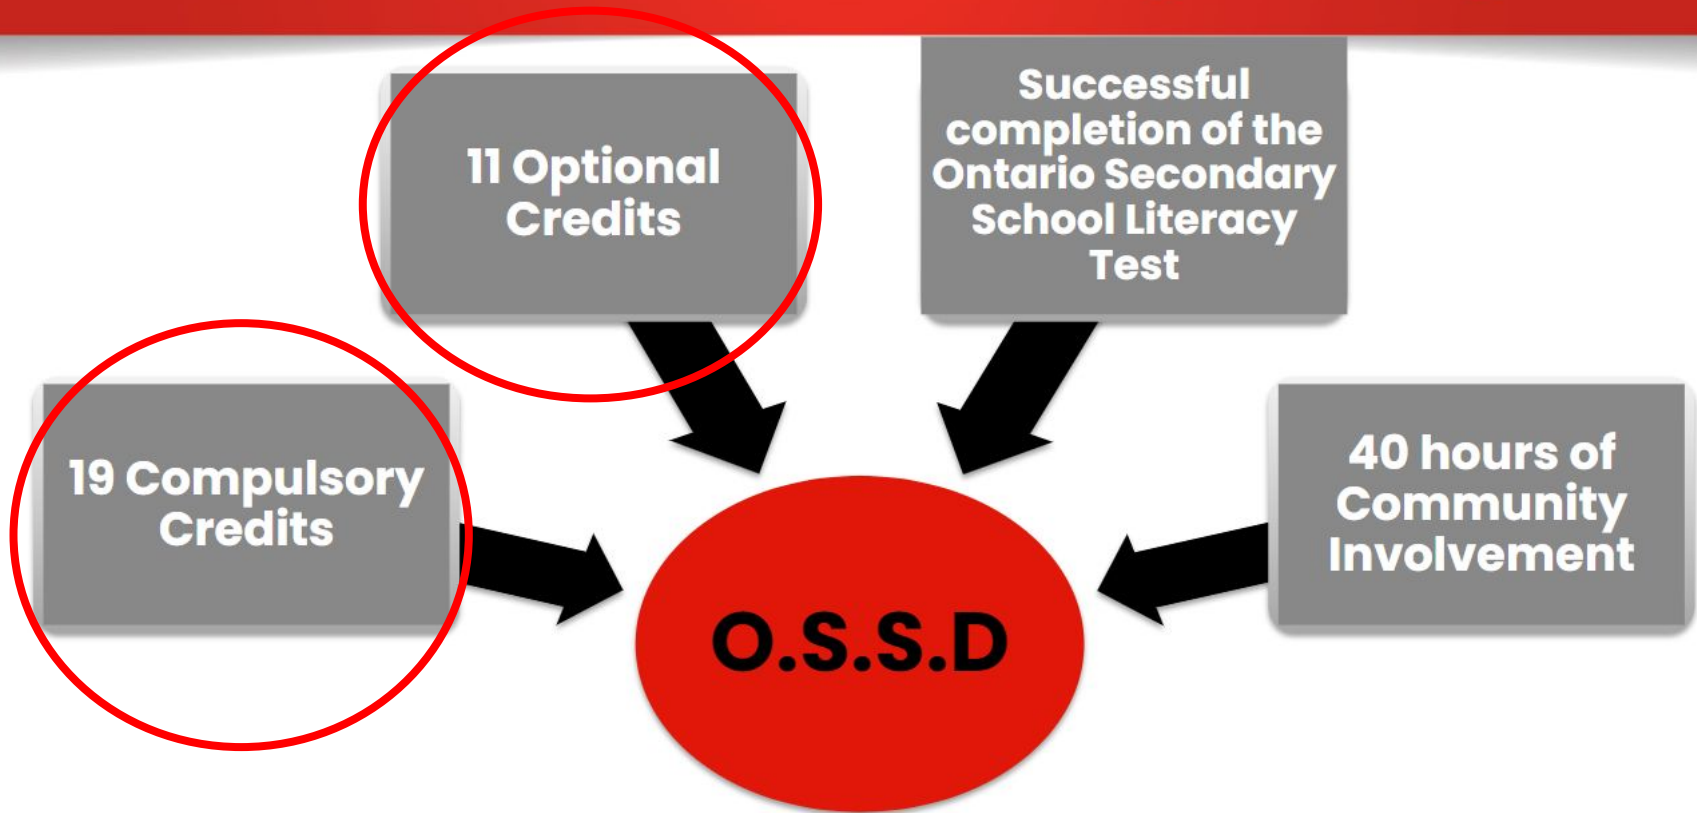 11 Optional
Credits
Successful
completion of the
Ontario Secondary
School Literacy
Test
19 Compulsory
Credits
40 hours of
Community
Involvement
O.S.S.D